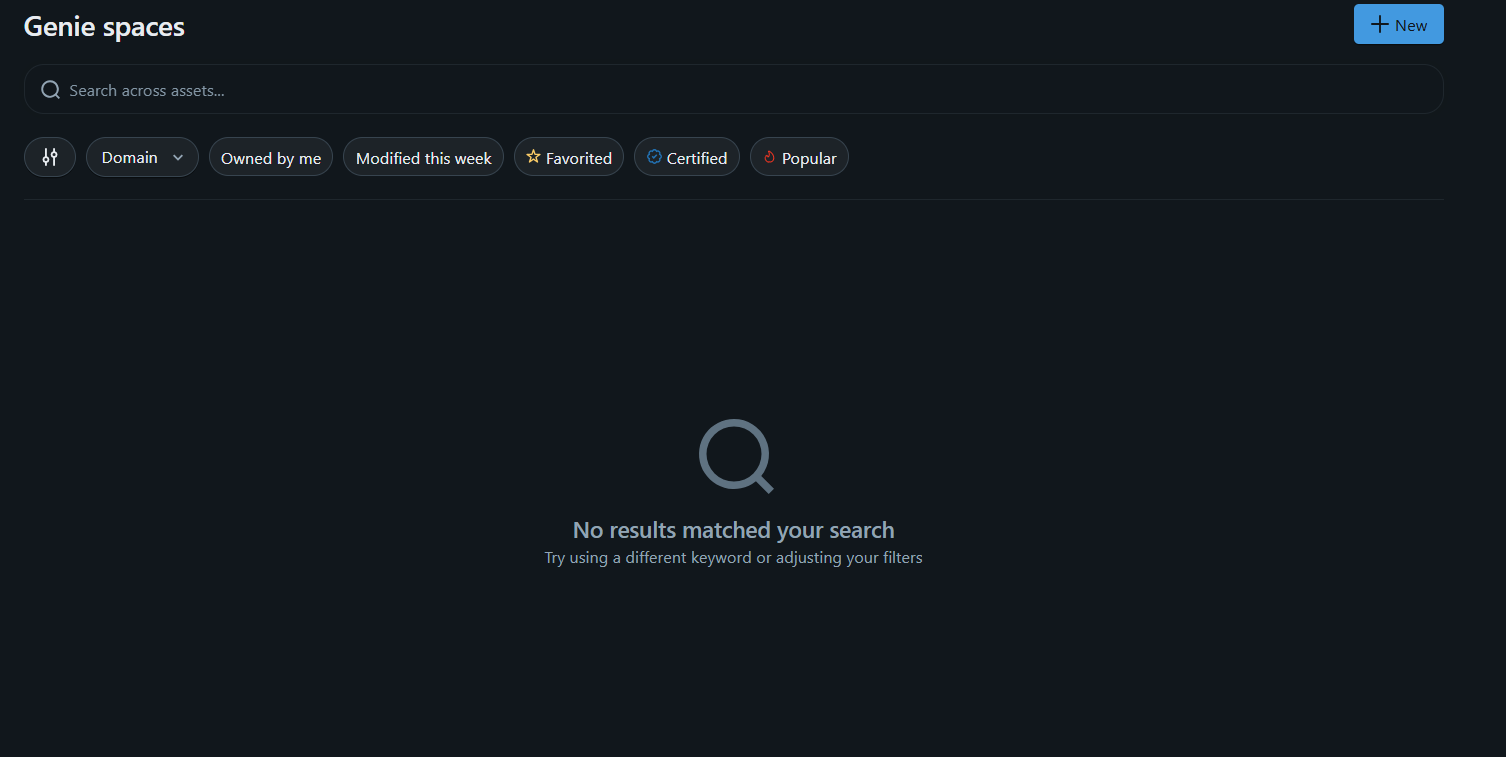 Genie spaces
New
Search across assets...
Domain Owned by me Modified this week Favorited Certified Popular
No results matched your search
Try using a different keyword or adjusting your filters